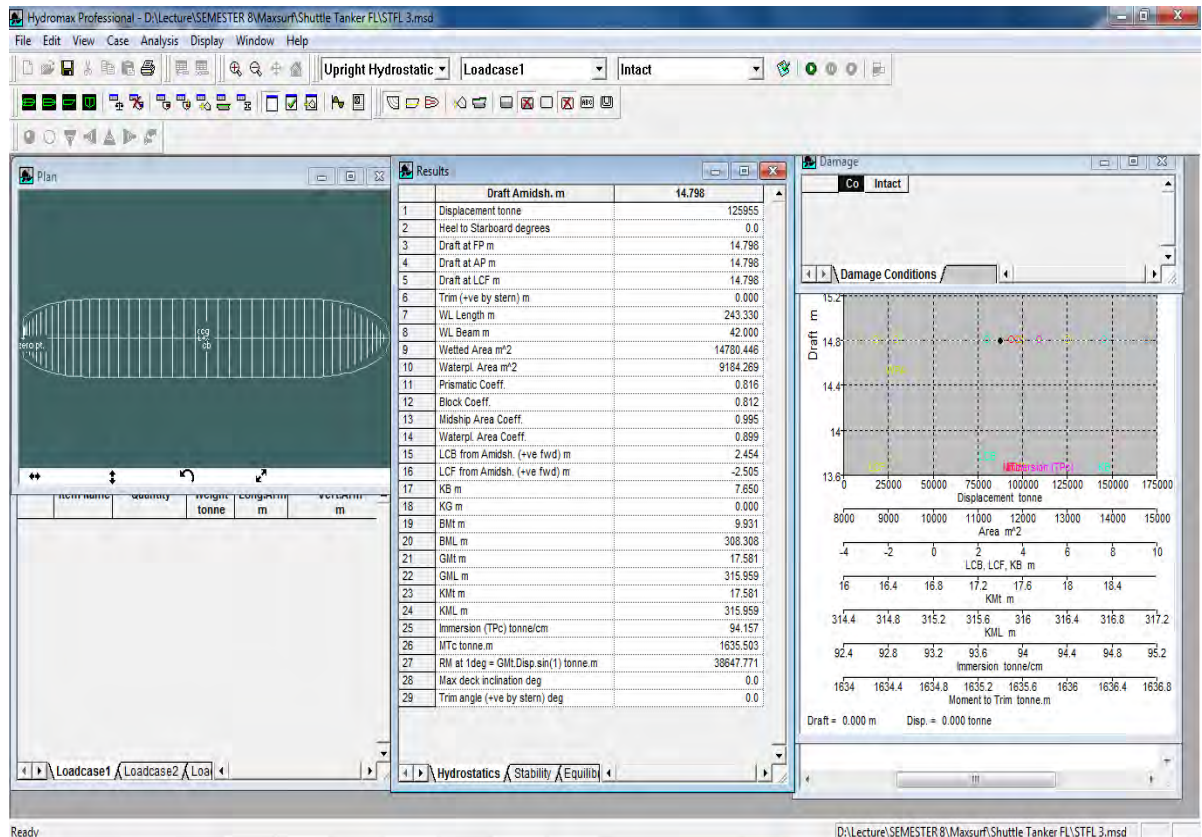 Hydromax Professional - D:\Lecture\SEMESTER 8\Maxsurf\Shuttle Tanker FL\STFL 3.msd
File Edit View Case Analysis Display Window Help
Upright Hydrostatic Loadcase1 Intact
Plan
cg
cb
zero pt.
Item Name Quantity Weight tonne Long.Arm m Vert.Arm m
Loadcase1 Loadcase2 Loa
Results
Draft Amidsh. m 14.798
1 Displacement tonne 125955
2 Heel to Starboard degrees 0.0
3 Draft at FP m 14.798
4 Draft at AP m 14.798
5 Draft at LCF m 14.798
6 Trim (+ve by stern) m 0.000
7 WL Length m 243.330
8 WL Beam m 42.000
9 Wetted Area m^2 14780.446
10 Waterpl. Area m^2 9184.269
11 Prismatic Coeff. 0.816
12 Block Coeff. 0.812
13 Midship Area Coeff. 0.995
14 Waterpl. Area Coeff. 0.899
15 LCB from Amidsh. (+ve fwd) m 2.454
16 LCF from Amidsh. (+ve fwd) m -2.505
17 KB m 7.650
18 KG m 0.000
19 BMt m 9.931
20 BML m 308.308
21 GMt m 17.581
22 GML m 315.959
23 KMt m 17.581
24 KML m 315.959
25 Immersion (TPc) tonne/cm 94.157
26 MTc tonne.m 1635.503
27 RM at 1deg = GMt.Disp.sin(1) tonne.m 38647.771
28 Max deck inclination deg 0.0
29 Trim angle (+ve by stern) deg 0.0
Hydrostatics Stability Equilib
Damage
Co Intact
Damage Conditions
Draft m
15.2
14.8
14.4
14
13.6
Immersion (TPc)
0 25000 50000 75000 100000 125000 150000 175000
Displacement tonne
8000 9000 10000 11000 12000 13000 14000 15000
Area m^2
-4 -2 0 2 4 6 8 10
LCB, LCF, KB m
16 16.4 16.8 17.2 17.6 18 18.4
KMt m
314.4 314.8 315.2 315.6 316 316.4 316.8 317.2
KML m
92.4 92.8 93.2 93.6 94 94.4 94.8 95.2
Immersion tonne/cm
1634 1634.4 1634.8 1635.2 1635.6 1636 1636.4 1636.8
Moment to Trim tonne.m
Draft = 0.000 m Disp. = 0.000 tonne
Ready
D:\Lecture\SEMESTER 8\Maxsurf\Shuttle Tanker FL\STFL 3.msd